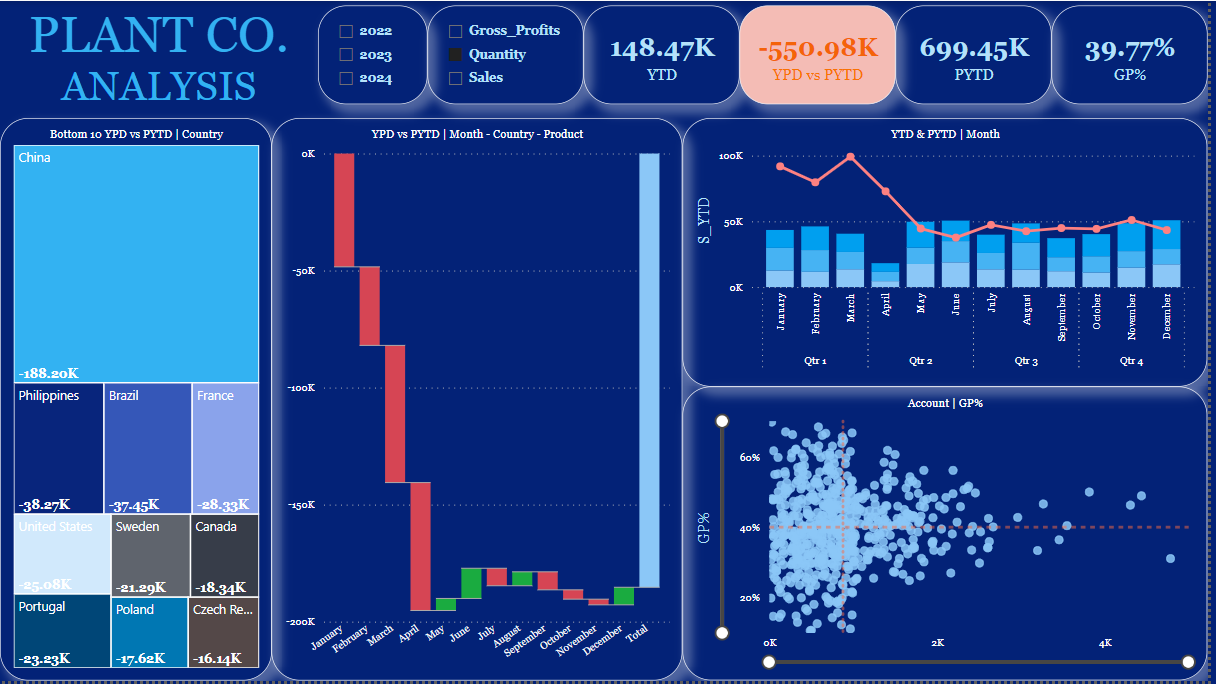 PLANT CO.
ANALYSIS
2022
2023
2024
Gross_Profits
Quantity
Sales
148.47K
YTD
-550.98K
YPD vs PYTD
699.45K
PYTD
39.77%
GP%
Bottom 10 YPD vs PYTD | Country
China
-188.20K
Philippines
-38.27K
Brazil
-37.45K
France
-28.33K
United States
-25.08K
Sweden
-21.29K
Canada
-18.34K
Portugal
-23.23K
Poland
-17.62K
Czech Re...
-16.14K
YPD vs PYTD | Month - Country - Product
0K
-50K
-100K
-150K
-200K
January
February
March
April
May
June
July
August
September
October
November
December
Total
YTD & PYTD | Month
S_YTD
100K
50K
0K
January
February
March
April
May
June
July
August
September
October
November
December
Qtr 1
Qtr 2
Qtr 3
Qtr 4
Account | GP%
GP%
60%
40%
20%
0K
2K
4K